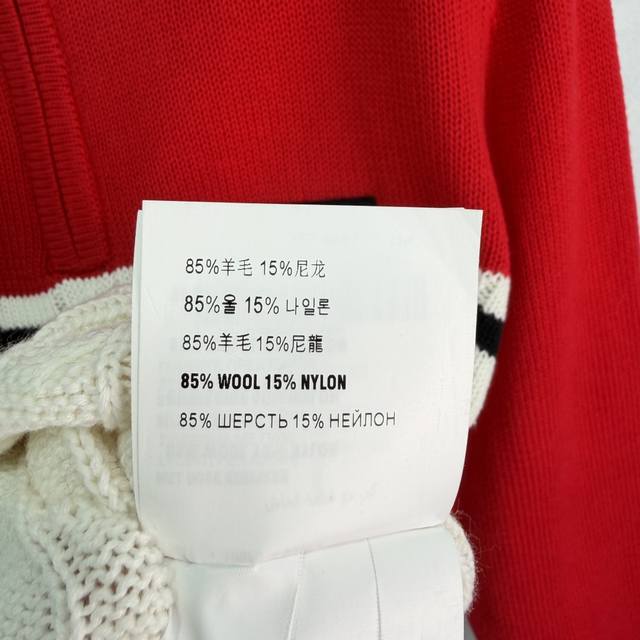 85%羊毛 15%尼龙
85%울 15% 나일론
85%羊毛15%尼龍
85% WOOL 15% NYLON
85% ШЕРСТЬ 15% НЕЙЛОН